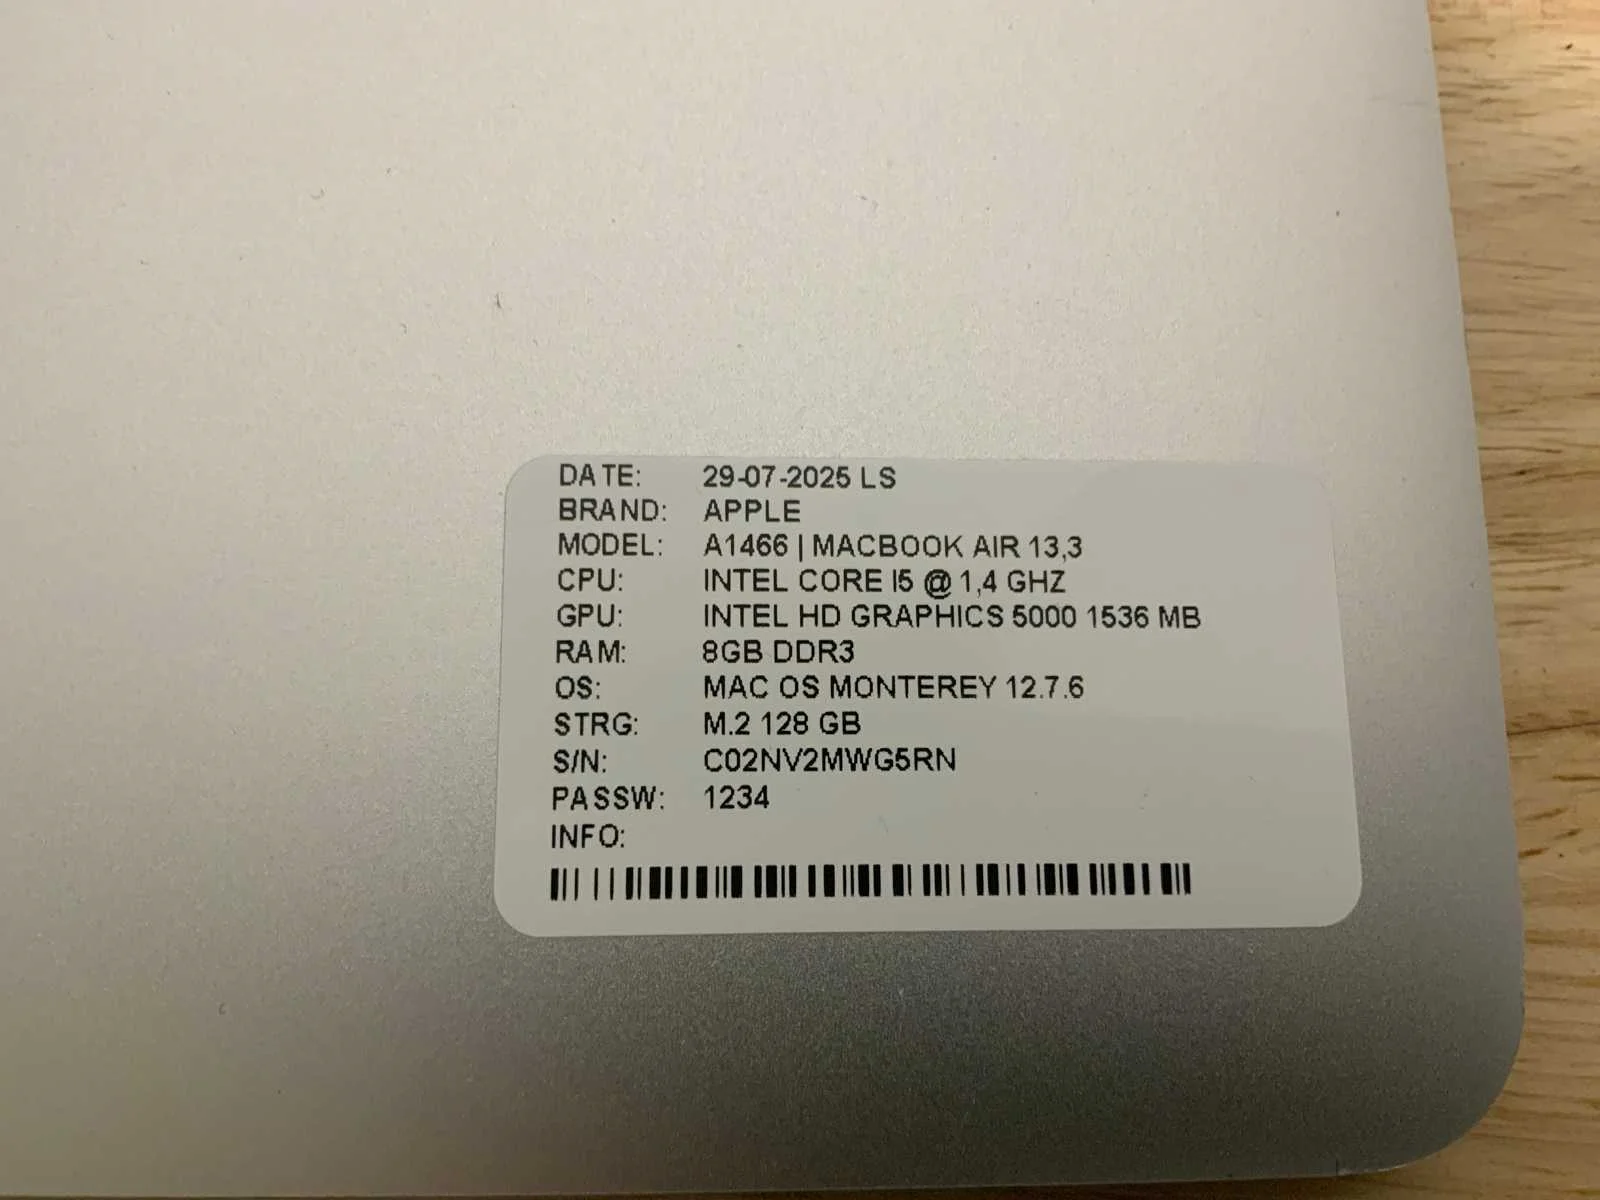 DATE: 29-07-2025 LS
BRAND: APPLE
MODEL: A1466 | MACBOOK AIR 13,3
CPU: INTEL CORE I5 @ 1,4 GHZ
GPU: INTEL HD GRAPHICS 5000 1536 MB
RAM: 8GB DDR3
OS: MAC OS MONTEREY 12.7.6
STRG: M.2 128 GB
S/N: C02NV2MWG5RN
PASSW: 1234
INFO: